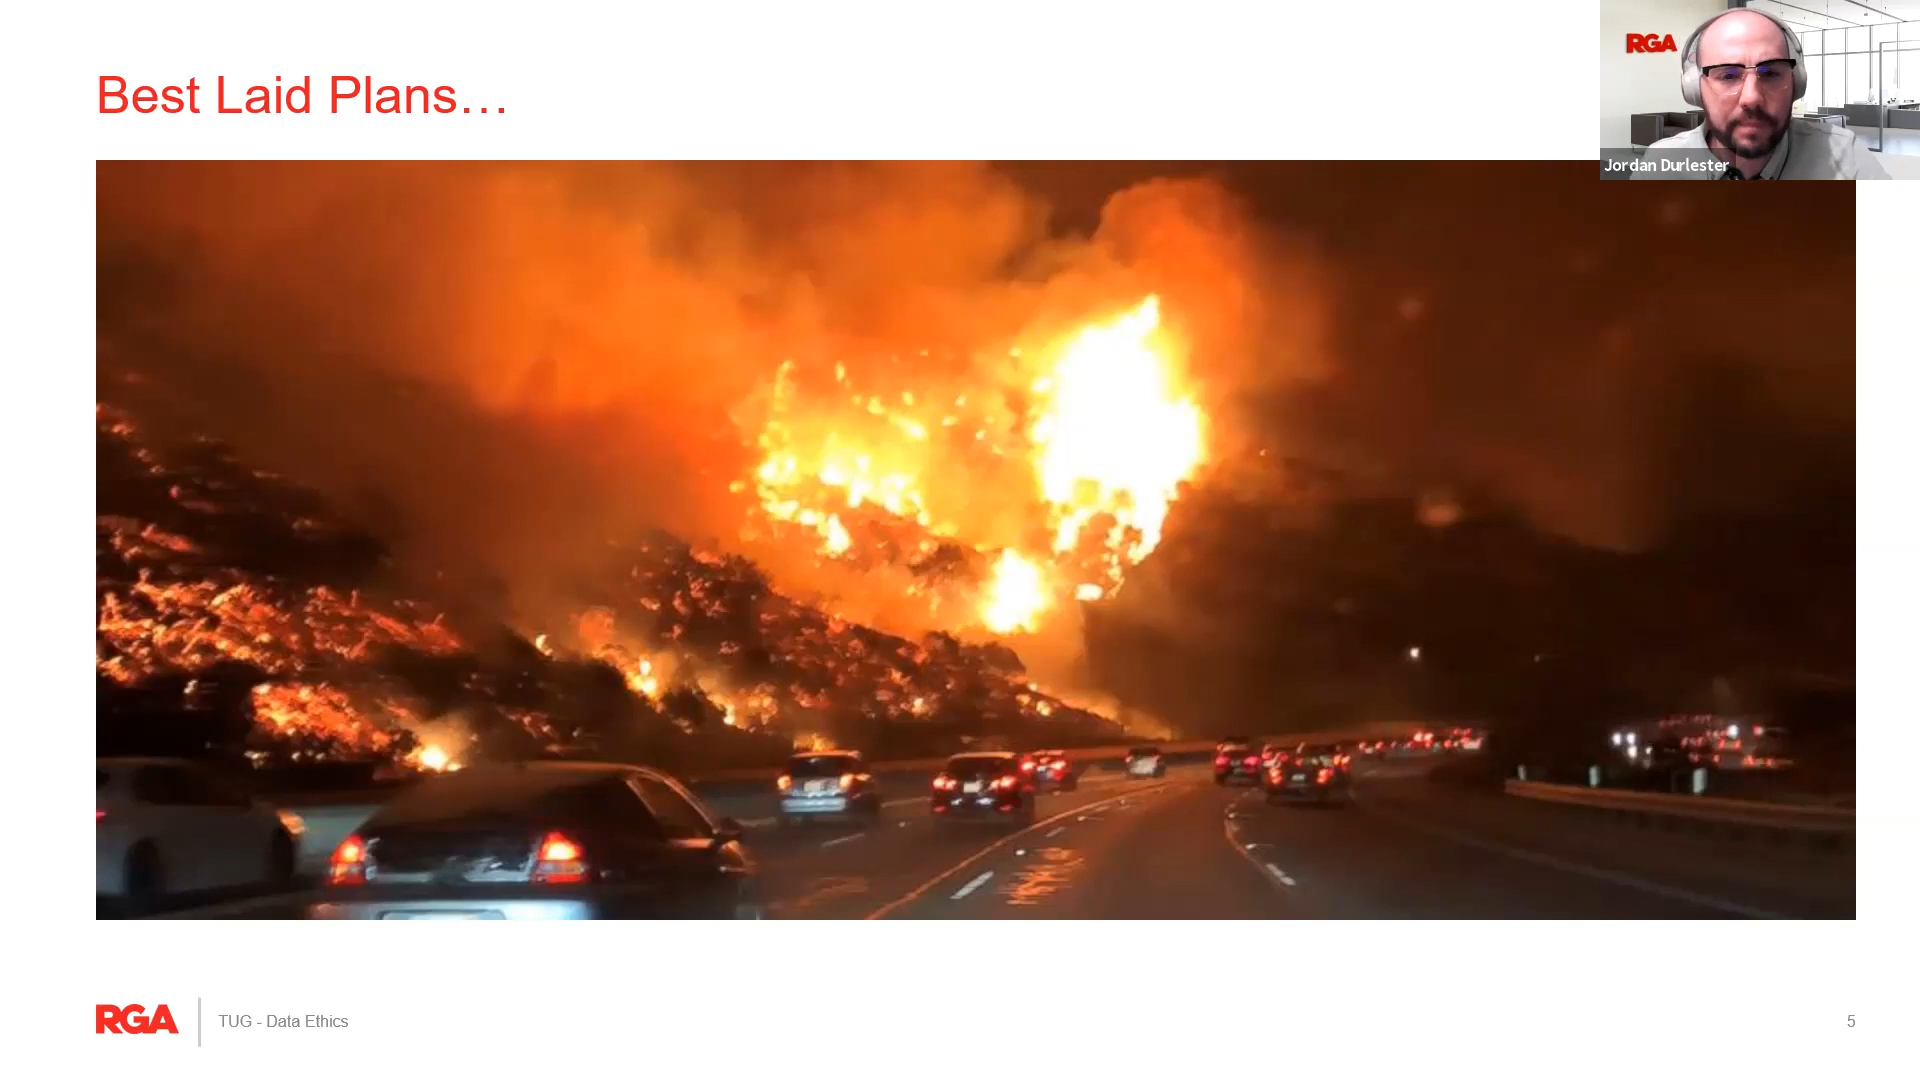 Best Laid Plans…
RGA
Jordan Durlester
RGA
TUG - Data Ethics
5